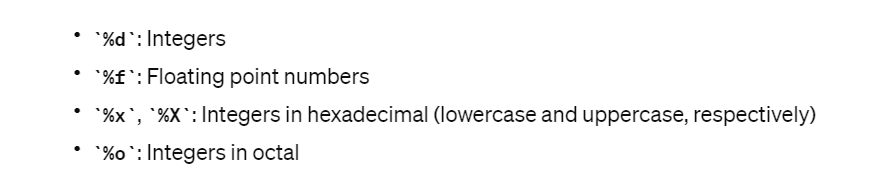 • `%d`: Integers
• `%f`: Floating point numbers
• `%x`, `%X`: Integers in hexadecimal (lowercase and uppercase, respectively)
• `%o`: Integers in octal